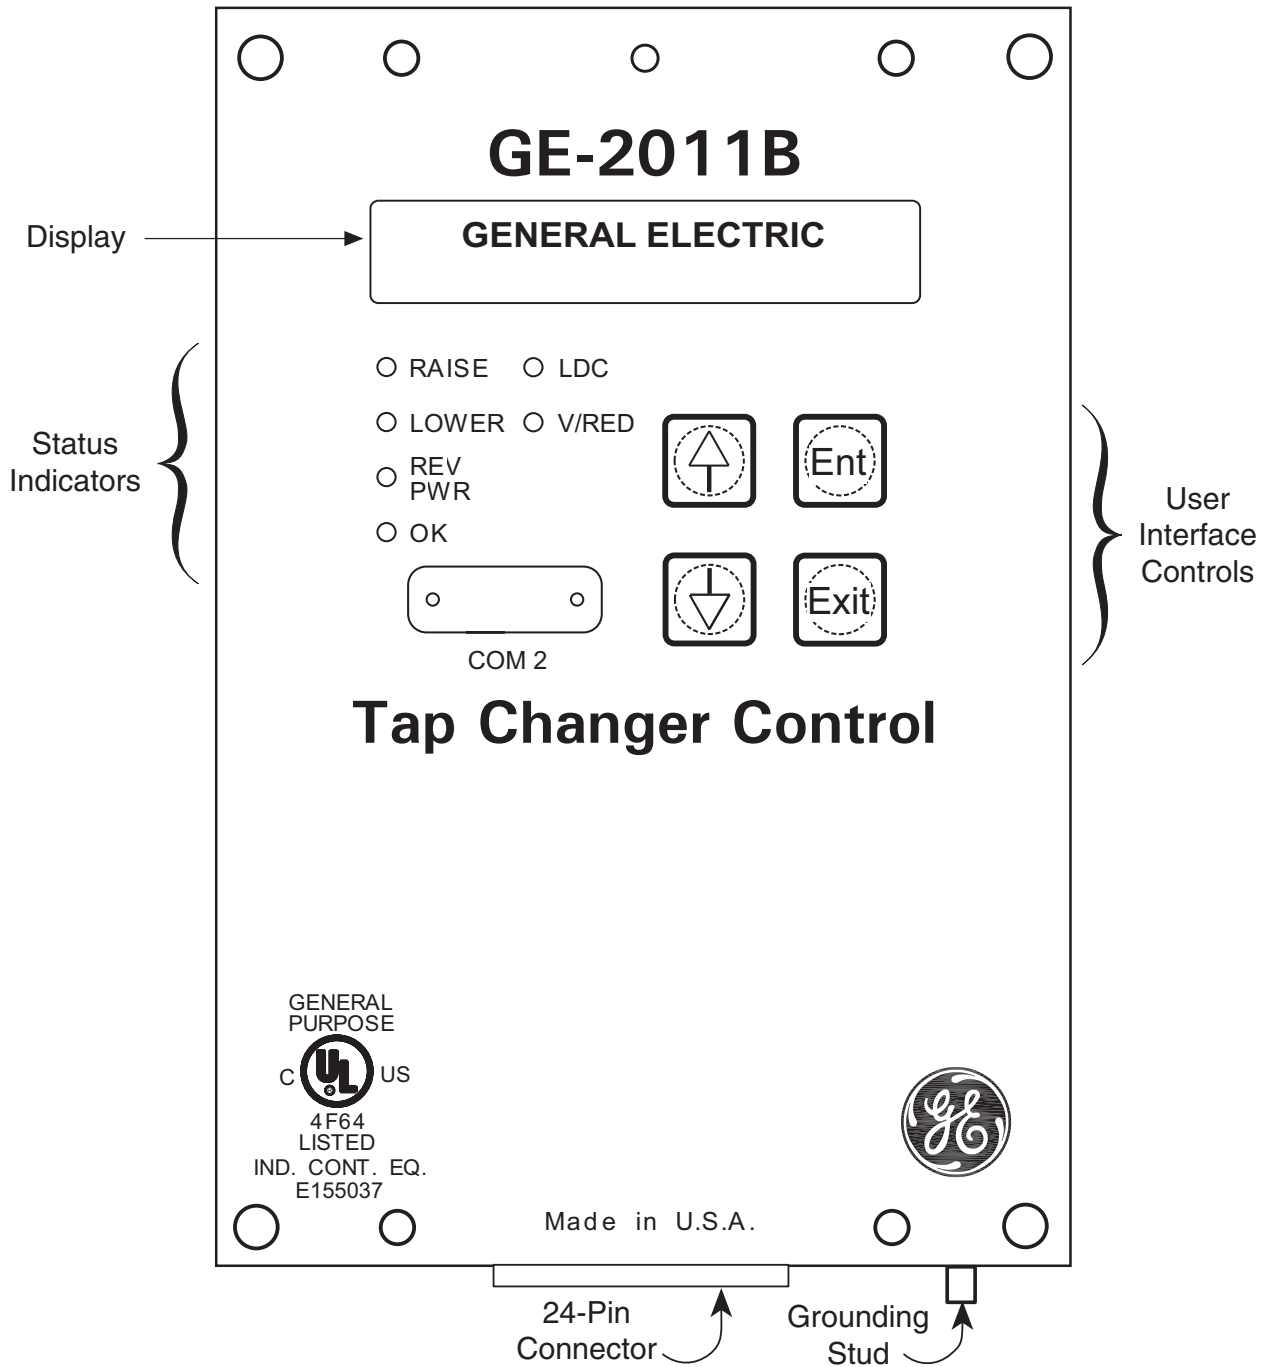 GE-2011B
Display
GENERAL ELECTRIC
RAISE
LDC
LOWER
V/RED
REV
PWR
OK
Status
Indicators
Ent
Exit
User
Interface
Controls
COM 2
Tap Changer Control
GENERAL
PURPOSE
C UL US
®
4F64
LISTED
IND. CONT. EQ.
E155037
GE
Made in U.S.A.
24-Pin
Connector
Grounding
Stud